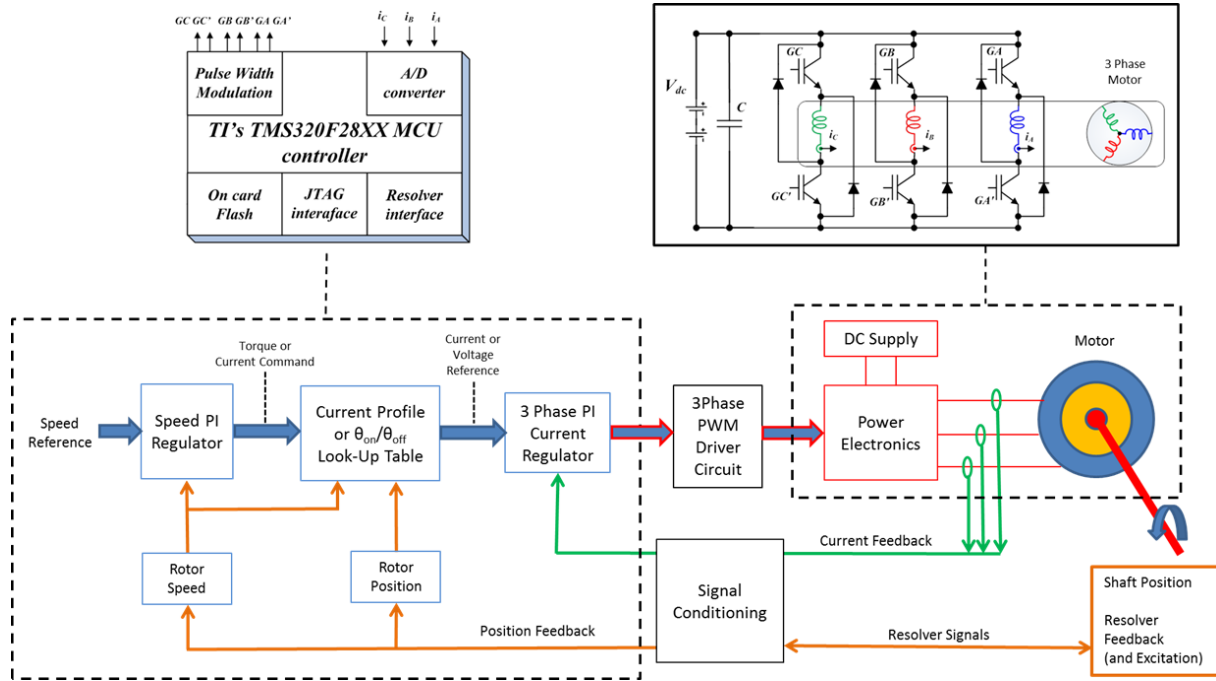 GC GC' GB GB' GA GA'
iC iB iA
Pulse Width
Modulation
A/D
converter
TI's TMS320F28XX MCU
controller
On card
Flash
JTAG
interaface
Resolver
interface
GC
GB
GA
3 Phase
Motor
Vdc
C
iC
iB
iA
GC'
GB'
GA'
Torque or
Current Command
Current or
Voltage
Reference
Speed
Reference
Speed PI
Regulator
Current Profile
or θon/θoff
Look-Up Table
3 Phase PI
Current
Regulator
3Phase
PWM
Driver
Circuit
DC Supply
Motor
Power
Electronics
Rotor
Speed
Rotor
Position
Current Feedback
Signal
Conditioning
Position Feedback
Resolver Signals
Shaft Position
Resolver
Feedback
(and Excitation)